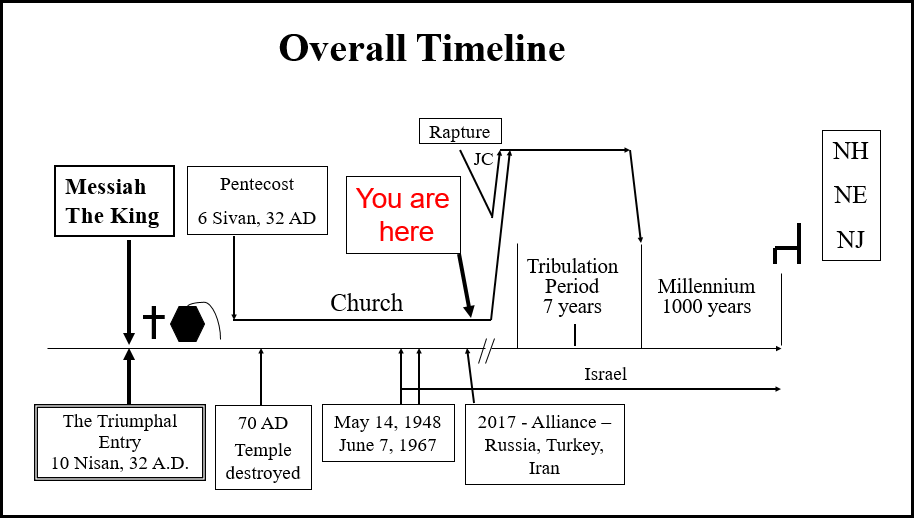 Overall Timeline
Rapture
JC
Messiah
The King
Pentecost
6 Sivan, 32 AD
You are
here
NH
NE
NJ
Church
Tribulation
Period
7 years
Millennium
1000 years
Israel
The Triumphal
Entry
10 Nisan, 32 A.D.
70 AD
Temple
destroyed
May 14, 1948
June 7, 1967
2017 - Alliance –
Russia, Turkey,
Iran